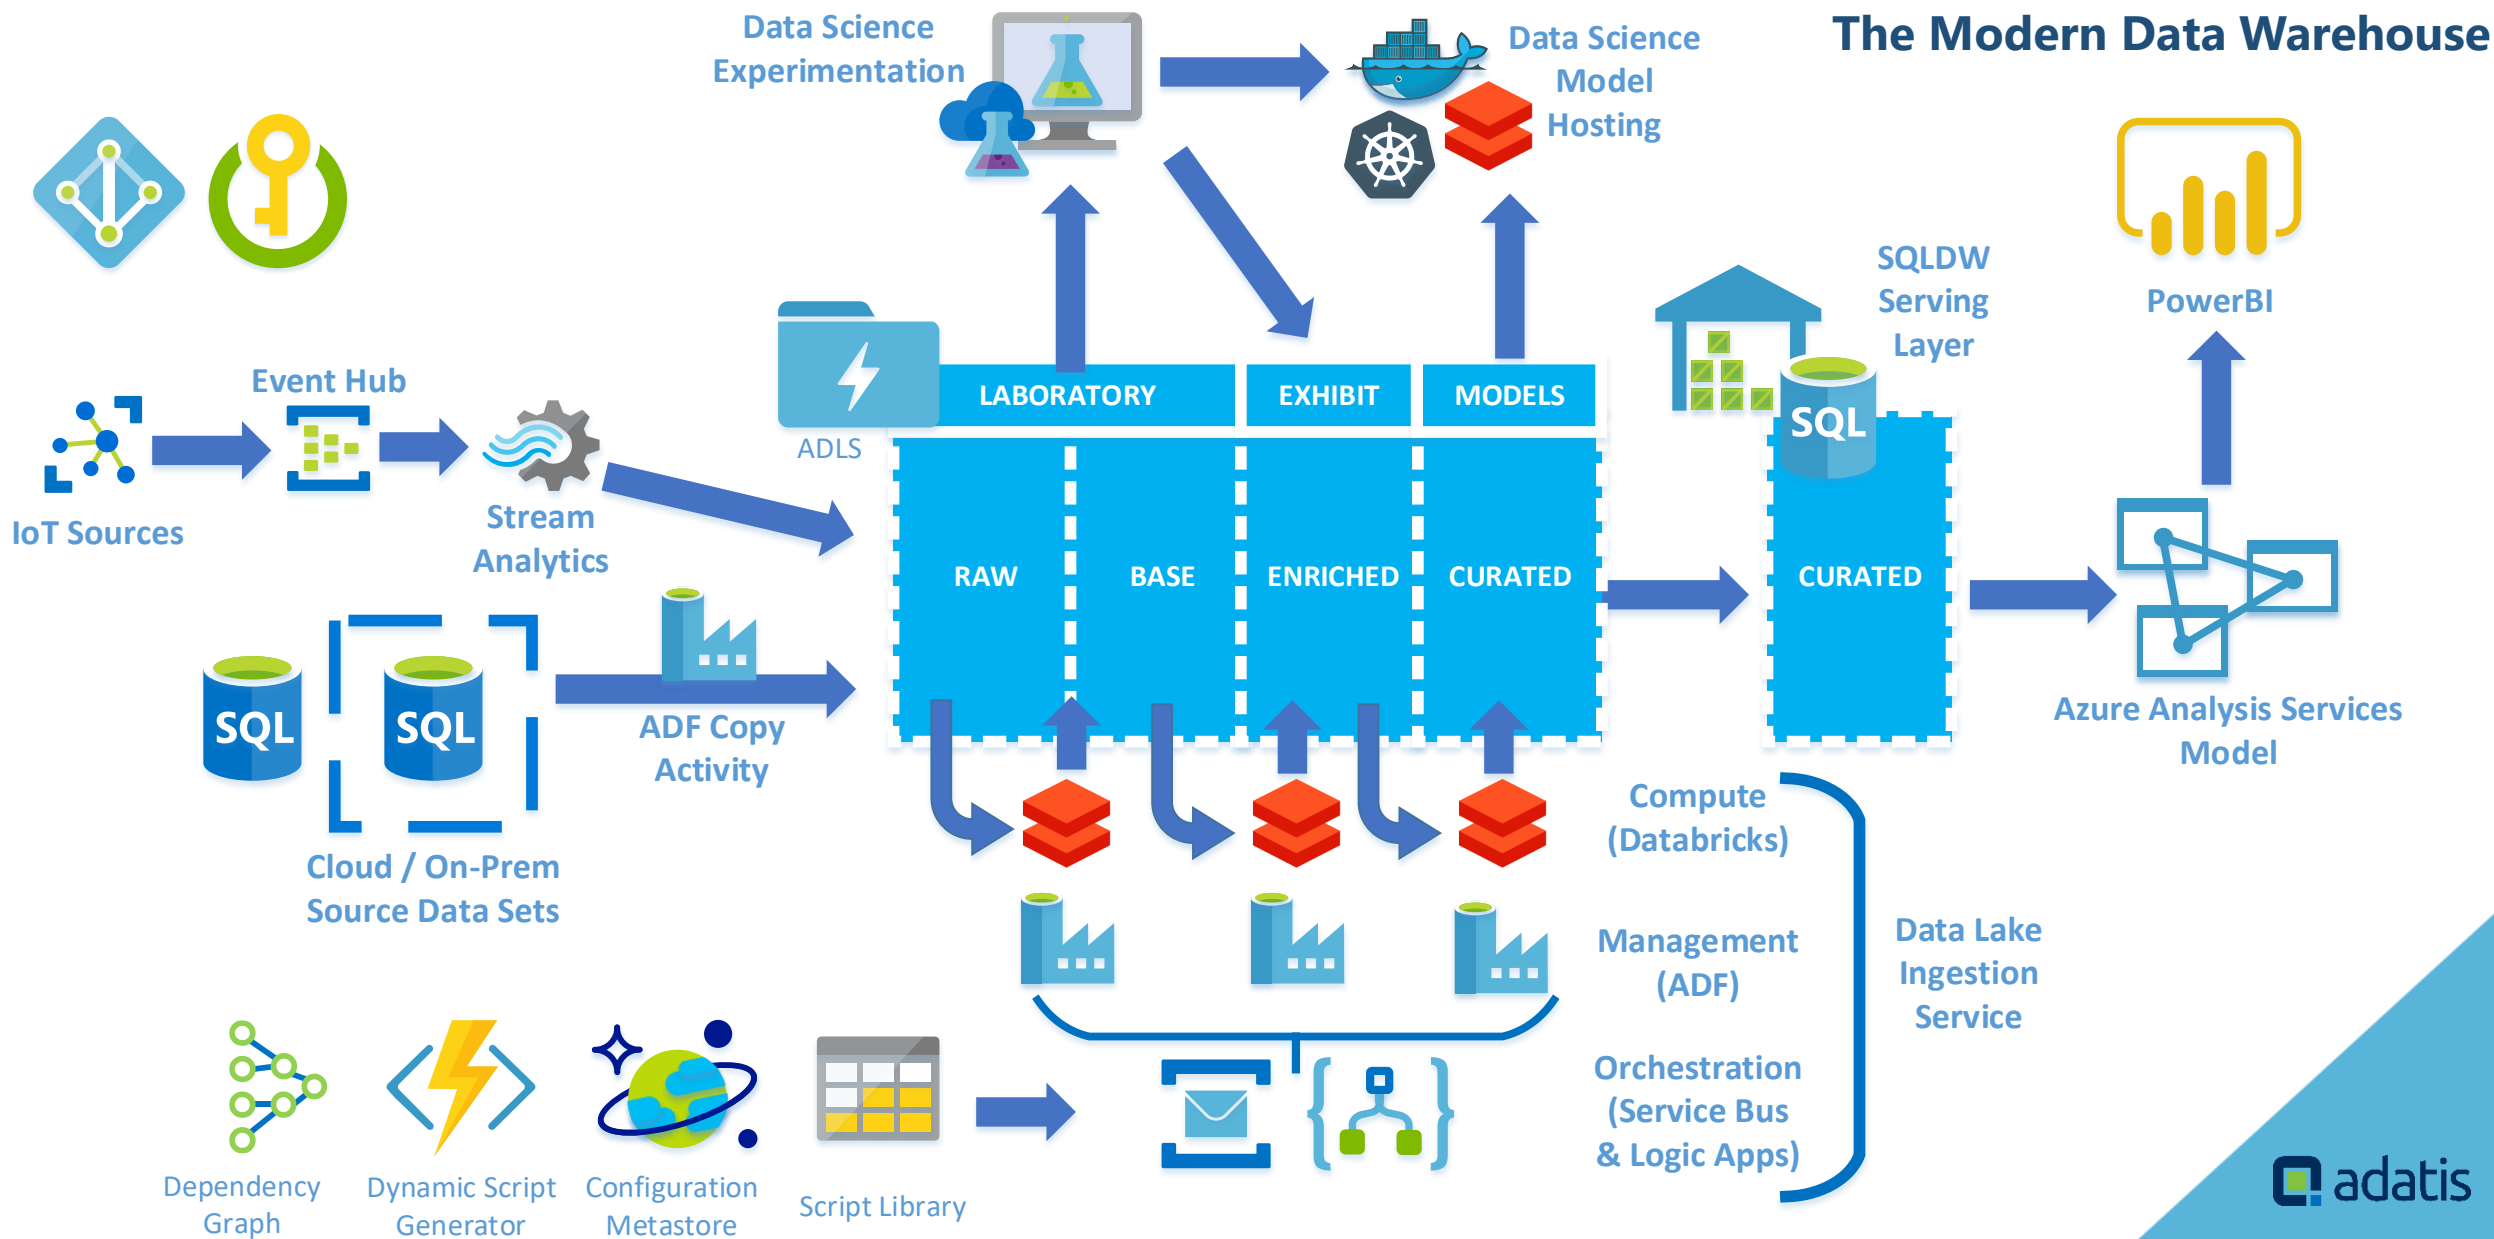 The Modern Data Warehouse
Data Science
Experimentation
Data Science
Model
Hosting
SQLDW
Serving
Layer
PowerBI
Event Hub
IoT Sources
Stream
Analytics
ADLS
LABORATORY
EXHIBIT
MODELS
RAW
BASE
ENRICHED
CURATED
SQL
CURATED
Azure Analysis Services
Model
SQL
SQL
Cloud / On-Prem
Source Data Sets
ADF Copy
Activity
Compute
(Databricks)
Management
(ADF)
Orchestration
(Service Bus
& Logic Apps)
Data Lake
Ingestion
Service
Dependency
Graph
Dynamic Script
Generator
Configuration
Metastore
Script Library
adatis